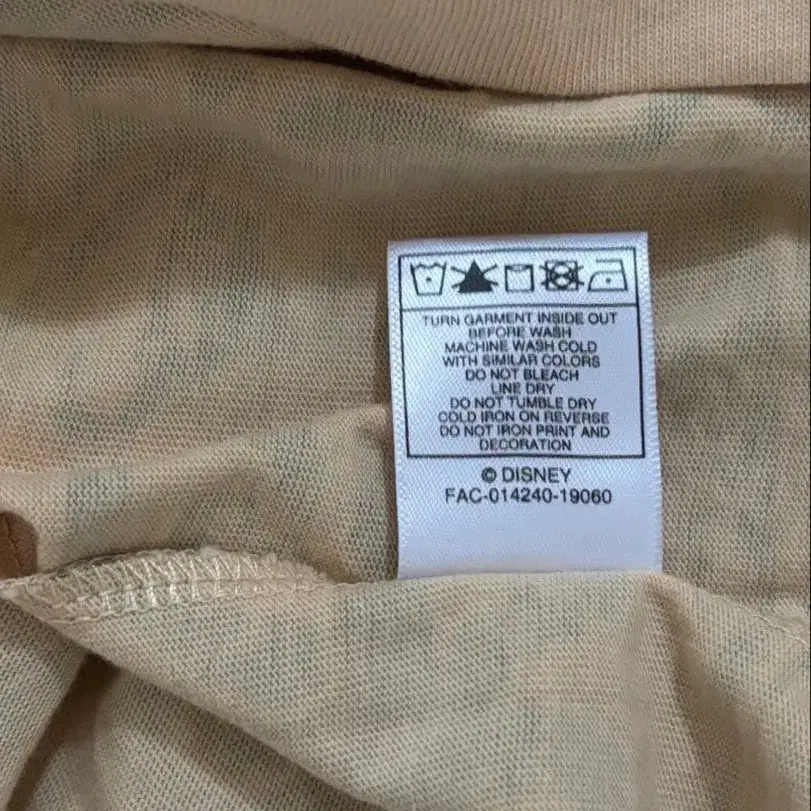 TURN GARMENT INSIDE OUT
BEFORE WASH
MACHINE WASH COLD
WITH SIMILAR COLORS
DO NOT BLEACH
LINE DRY
DO NOT TUMBLE DRY
COLD IRON ON REVERSE
DO NOT IRON PRINT AND
DECORATION
© DISNEY
FAC-014240-19060